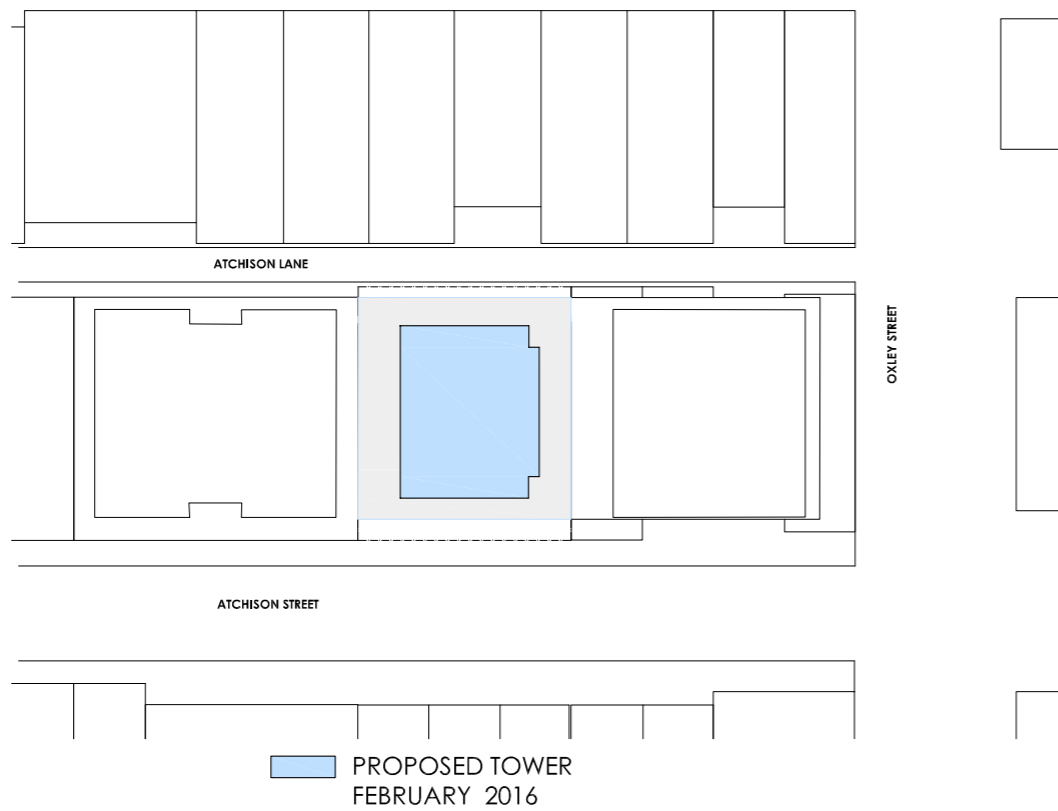 ATCHISON LANE
OXLEY STREET
ATCHISON STREET
PROPOSED TOWER
FEBRUARY 2016